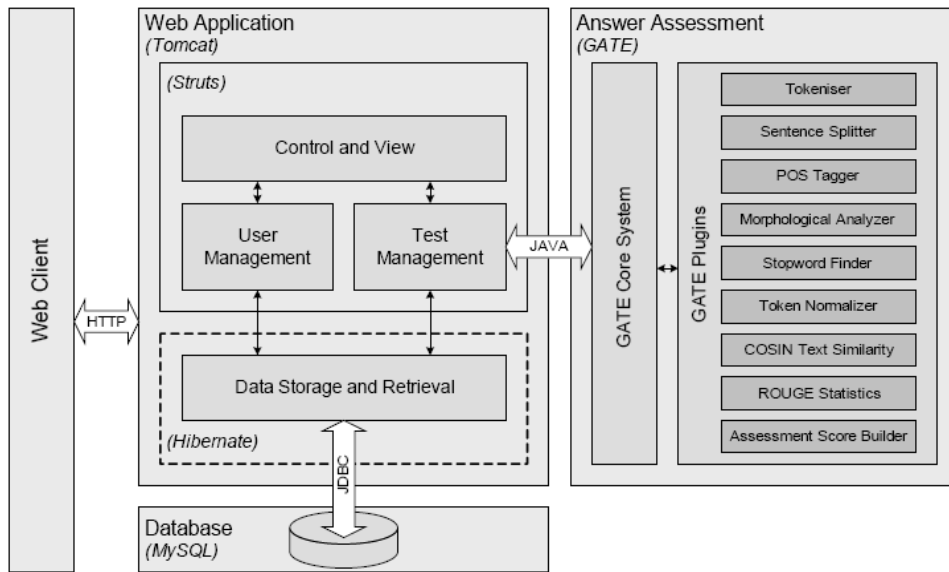 Web Client
HTTP
Web Application
(Tomcat)
(Struts)
Control and View
User
Management
Test
Management
Data Storage and Retrieval
(Hibernate)
JDBC
Database
(MySQL)
JAVA
Answer Assessment
(GATE)
GATE Core System
GATE Plugins
Tokeniser
Sentence Splitter
POS Tagger
Morphological Analyzer
Stopword Finder
Token Normalizer
COSIN Text Similarity
ROUGE Statistics
Assessment Score Builder